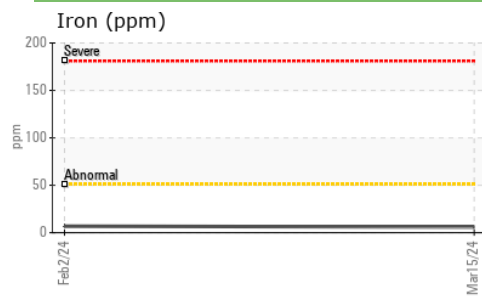 Iron (ppm)
200
Severe
150
ppm
100
Abnormal
50
0
Feb2/24
Mar15/24